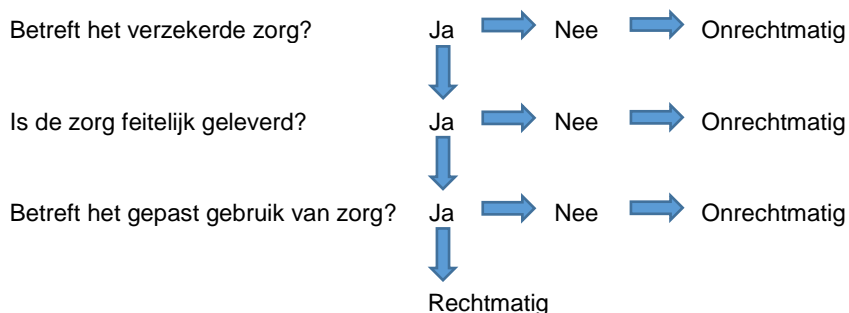 Betreft het verzekerde zorg? Ja Nee Onrechtmatig
Is de zorg feitelijk geleverd? Ja Nee Onrechtmatig
Betreft het gepast gebruik van zorg? Ja Nee Onrechtmatig
Rechtmatig